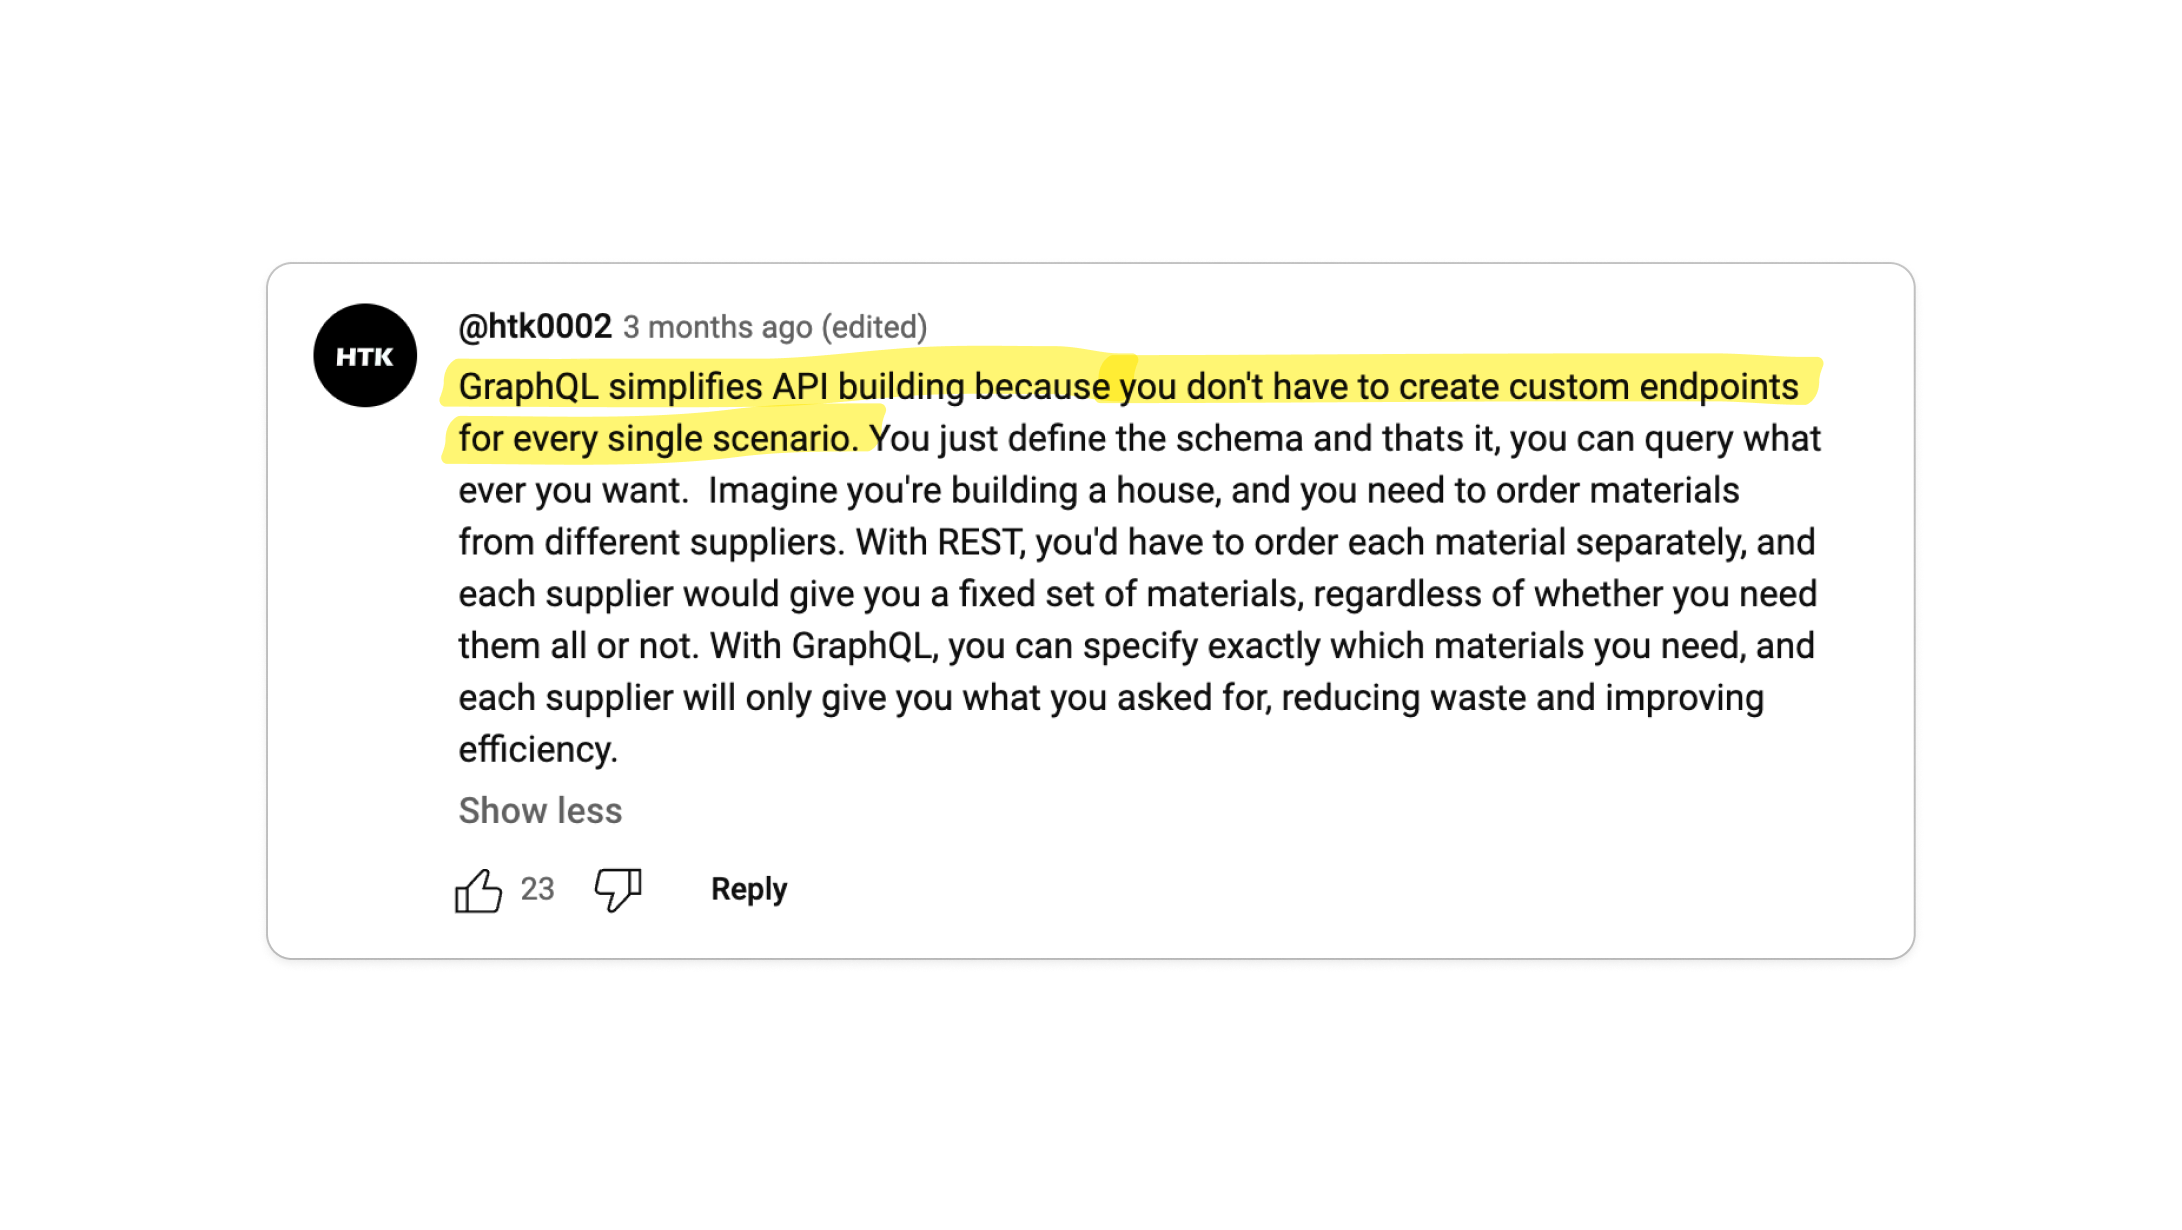 HTK
@htk0002 3 months ago (edited)
GraphQL simplifies API building because you don't have to create custom endpoints
for every single scenario. You just define the schema and thats it, you can query what
ever you want.  Imagine you're building a house, and you need to order materials
from different suppliers. With REST, you'd have to order each material separately, and
each supplier would give you a fixed set of materials, regardless of whether you need
them all or not. With GraphQL, you can specify exactly which materials you need, and
each supplier will only give you what you asked for, reducing waste and improving
efficiency.
Show less
23 Reply